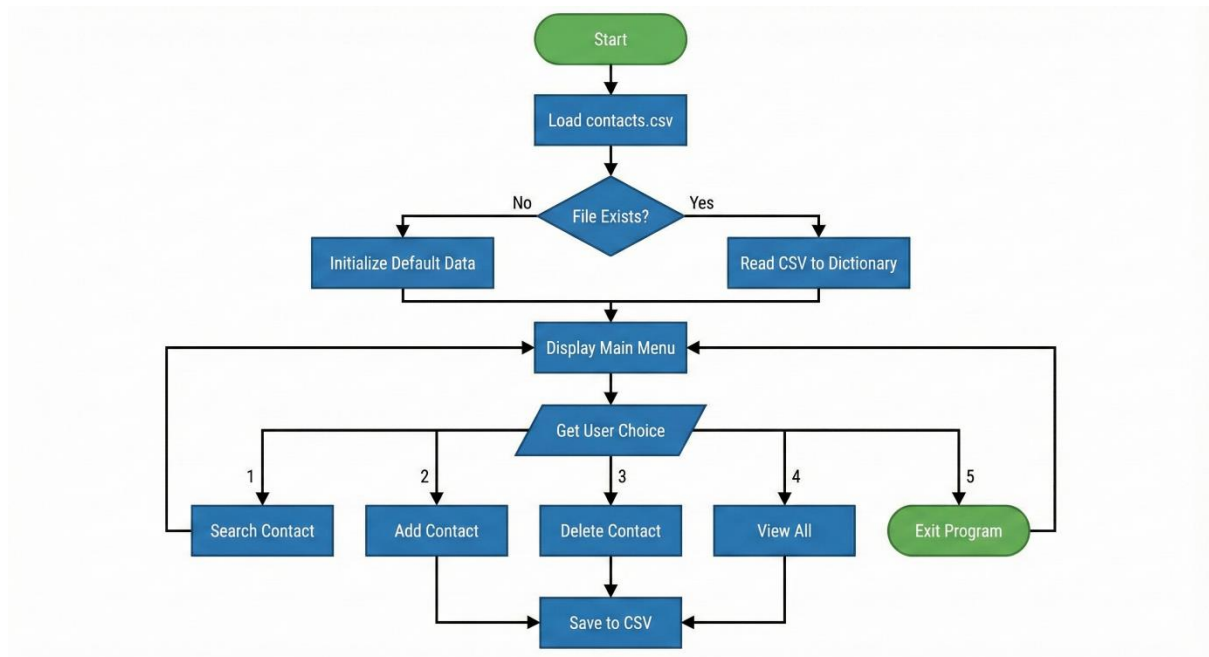 Start
Load contacts.csv
No
File Exists?
Yes
Initialize Default Data
Read CSV to Dictionary
Display Main Menu
Get User Choice
1
2
3
4
5
Search Contact
Add Contact
Delete Contact
View All
Exit Program
Save to CSV